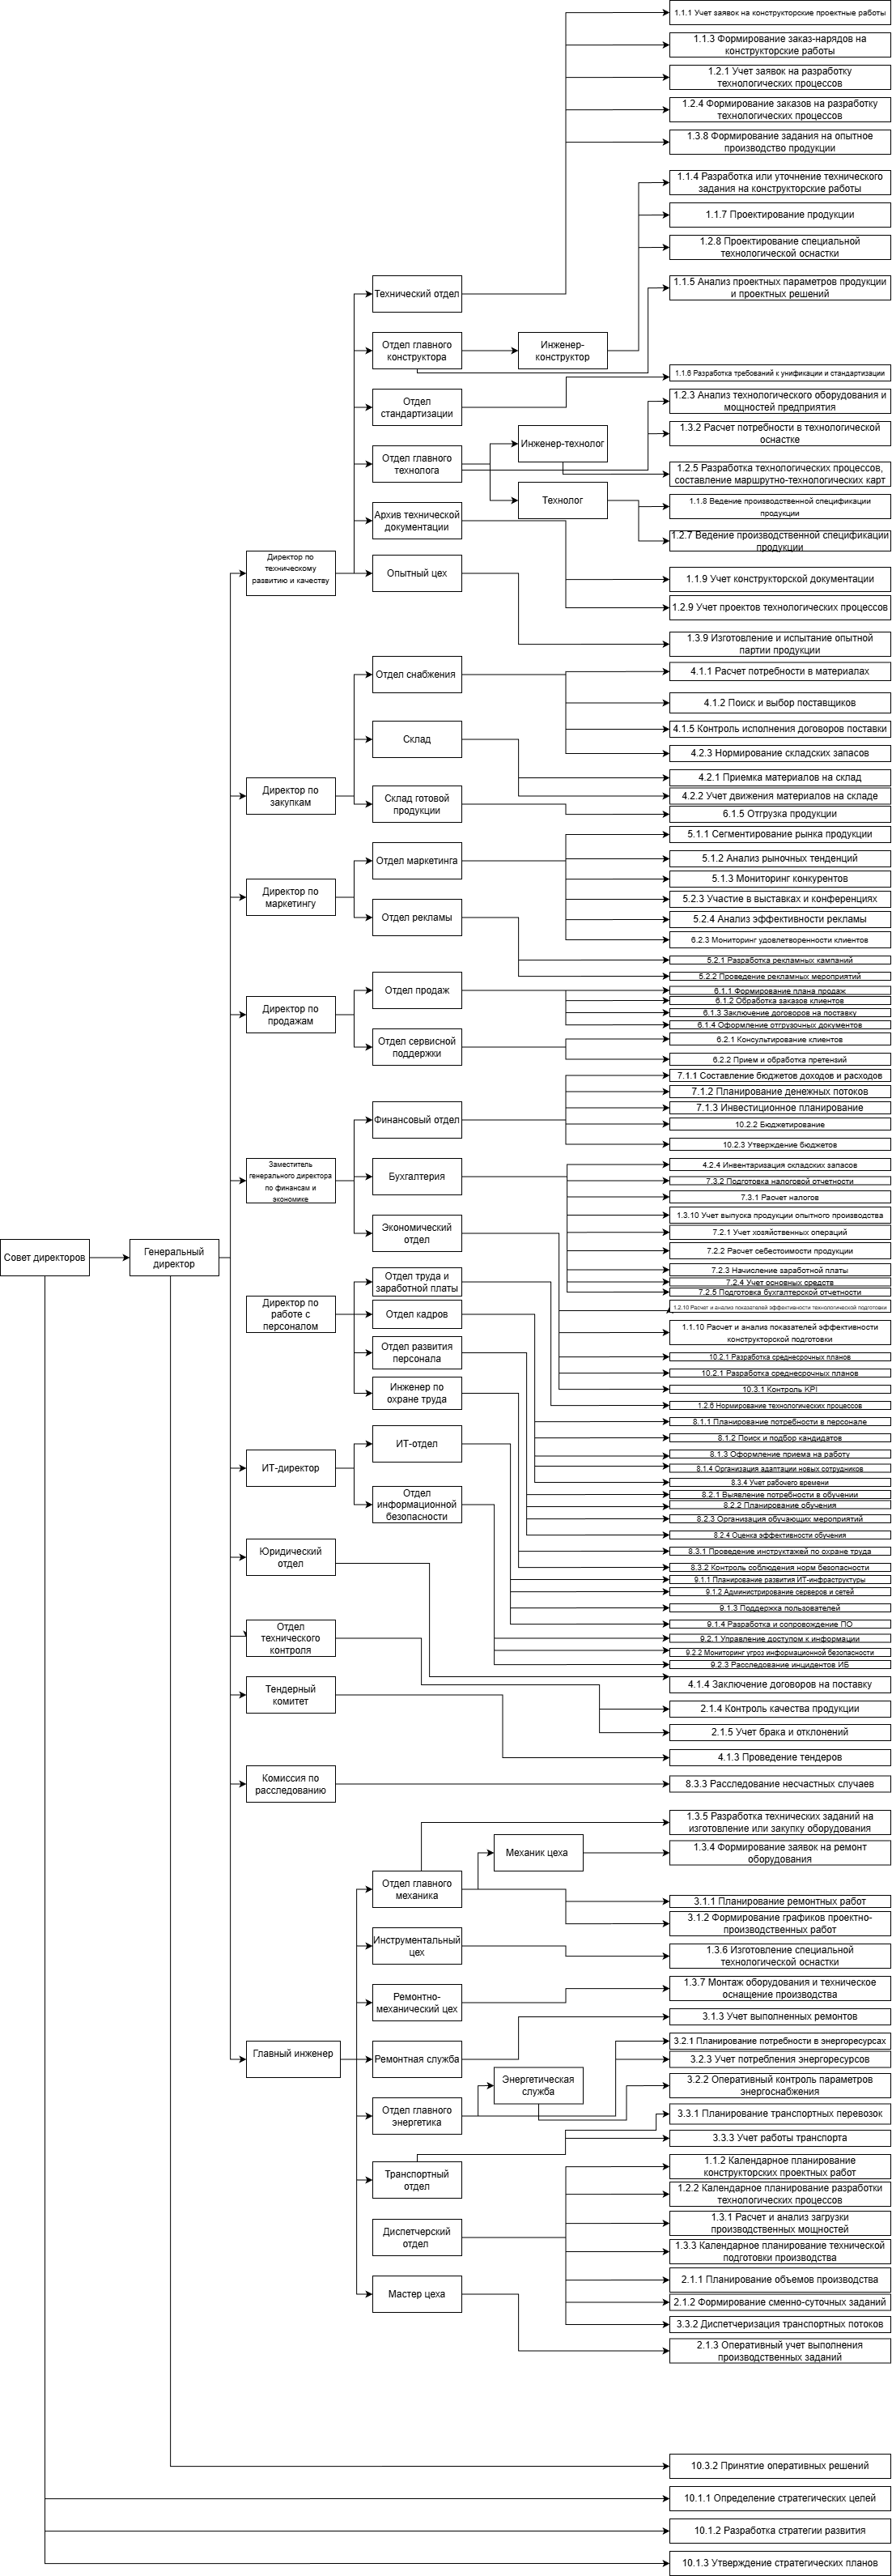 1.1.1 Учет заявок на конструкторские проектные работы
1.1.3 Формирование заказ-нарядов на
конструкторские работы
1.2.1 Учет заявок на разработку
технологических процессов
1.2.4 Формирование заказов на разработку
технологических процессов
1.3.8 Формирование задания на опытное
производство продукции
1.1.4 Разработка или уточнение технического
задания на конструкторские работы
1.1.7 Проектирование продукции
1.2.8 Проектирование специальной
технологической оснастки
Технический отдел
1.1.5 Анализ проектных параметров продукции
и проектных решений
Отдел главного
конструктора
Инженер-
конструктор
1.1.6 Разработка требований к унификации и стандартизации
Отдел
стандартизации
1.2.3 Анализ технологического оборудования и
мощностей предприятия
1.3.2 Расчет потребности в технологической
оснастке
Отдел главного
технолога
Инженер-технолог
1.2.5 Разработка технологических процессов,
составление маршрутно-технологических карт
Технолог
1.1.8 Ведение производственной спецификации
продукции
Архив технической
документации
1.2.7 Ведение производственной спецификации
продукции
Директор по
техническому
развитию и качеству
Опытный цех
1.1.9 Учет конструкторской документации
1.2.9 Учет проектов технологических процессов
1.3.9 Изготовление и испытание опытной
партии продукции
Отдел снабжения
4.1.1 Расчет потребности в материалах
4.1.2 Поиск и выбор поставщиков
4.1.5 Контроль исполнения договоров поставки
Склад
4.2.3 Нормирование складских запасов
4.2.1 Приемка материалов на склад
Директор по
закупкам
4.2.2 Учет движения материалов на складе
Склад готовой
продукции
6.1.5 Отгрузка продукции
5.1.1 Сегментирование рынка продукции
Отдел маркетинга
5.1.2 Анализ рыночных тенденций
5.1.3 Мониторинг конкурентов
Директор по
маркетингу
5.2.3 Участие в выставках и конференциях
Отдел рекламы
5.2.4 Анализ эффективности рекламы
6.2.3 Мониторинг удовлетворенности клиентов
5.2.1 Разработка рекламных кампаний
5.2.2 Проведение рекламных мероприятий
Отдел продаж
6.1.1 Формирование плана продаж
6.1.2 Обработка заказов клиентов
Директор по
продажам
6.1.3 Заключение договоров на поставку
6.1.4 Оформление отгрузочных документов
Отдел сервисной
поддержки
6.2.1 Консультирование клиентов
6.2.2 Прием и обработка претензий
7.1.1 Составление бюджетов доходов и расходов
7.1.2 Планирование денежных потоков
7.1.3 Инвестиционное планирование
Финансовый отдел
10.2.2 Бюджетирование
10.2.3 Утверждение бюджетов
Заместитель
генерального директора
по финансам и
экономике
Бухгалтерия
4.2.4 Инвентаризация складских запасов
7.3.2 Подготовка налоговой отчетности
7.3.1 Расчет налогов
1.3.10 Учет выпуска продукции опытного производства
Экономический
отдел
7.2.1 Учет хозяйственных операций
7.2.2 Расчет себестоимости продукции
Совет директоров
Генеральный
директор
7.2.3 Начисление заработной платы
Отдел труда и
заработной платы
7.2.4 Учет основных средств
7.2.5 Подготовка бухгалтерской отчетности
1.2.10 Расчет и анализ показателей эффективности технологической подготовки
Директор по
работе с
персоналом
Отдел кадров
1.1.10 Расчет и анализ показателей эффективности
конструкторской подготовки
Отдел развития
персонала
10.2.1 Разработка среднесрочных планов
10.2.1 Разработка среднесрочных планов
Инженер по
охране труда
10.3.1 Контроль KPI
1.2.6 Нормирование технологических процессов
8.1.1 Планирование потребности в персонале
8.1.2 Поиск и подбор кандидатов
ИТ-отдел
8.1.3 Оформление приема на работу
ИТ-директор
8.1.4 Организация адаптации новых сотрудников
8.3.4 Учет рабочего времени
8.2.1 Выявление потребности в обучении
Отдел
информационной
безопасности
8.2.2 Планирование обучения
8.2.3 Организация обучающих мероприятий
8.2.4 Оценка эффективности обучения
8.3.1 Проведение инструктажей по охране труда
Юридический
отдел
8.3.2 Контроль соблюдения норм безопасности
9.1.1 Планирование развития ИТ-инфраструктуры
9.1.2 Администрирование серверов и сетей
9.1.3 Поддержка пользователей
9.1.4 Разработка и сопровождение ПО
Отдел
технического
контроля
9.2.1 Управление доступом к информации
9.2.2 Мониторинг угроз информационной безопасности
9.2.3 Расследование инцидентов ИБ
4.1.4 Заключение договоров на поставку
Тендерный
комитет
2.1.4 Контроль качества продукции
2.1.5 Учет брака и отклонений
4.1.3 Проведение тендеров
Комиссия по
расследованию
8.3.3 Расследование несчастных случаев
1.3.5 Разработка технических заданий на
изготовление или закупку оборудования
Механик цеха
1.3.4 Формирование заявок на ремонт
оборудования
Отдел главного
механика
3.1.1 Планирование ремонтных работ
3.1.2 Формирование графиков проектно-
производственных работ
Инструментальный
цех
1.3.6 Изготовление специальной
технологической оснастки
Ремонтно-
механический цех
1.3.7 Монтаж оборудования и техническое
оснащение производства
3.1.3 Учет выполненных ремонтов
Главный инженер
Ремонтная служба
3.2.1 Планирование потребности в энергоресурсах
3.2.3 Учет потребления энергоресурсов
Энергетическая
служба
3.2.2 Оперативный контроль параметров
энергоснабжения
Отдел главного
энергетика
3.3.1 Планирование транспортных перевозок
3.3.3 Учет работы транспорта
Транспортный
отдел
1.1.2 Календарное планирование
конструкторских проектных работ
1.2.2 Календарное планирование разработки
технологических процессов
Диспетчерский
отдел
1.3.1 Расчет и анализ загрузки
производственных мощностей
1.3.3 Календарное планирование технической
подготовки производства
Мастер цеха
2.1.1 Планирование объемов производства
2.1.2 Формирование сменно-суточных заданий
3.3.2 Диспетчеризация транспортных потоков
2.1.3 Оперативный учет выполнения
производственных заданий
10.3.2 Принятие оперативных решений
10.1.1 Определение стратегических целей
10.1.2 Разработка стратегии развития
10.1.3 Утверждение стратегических планов